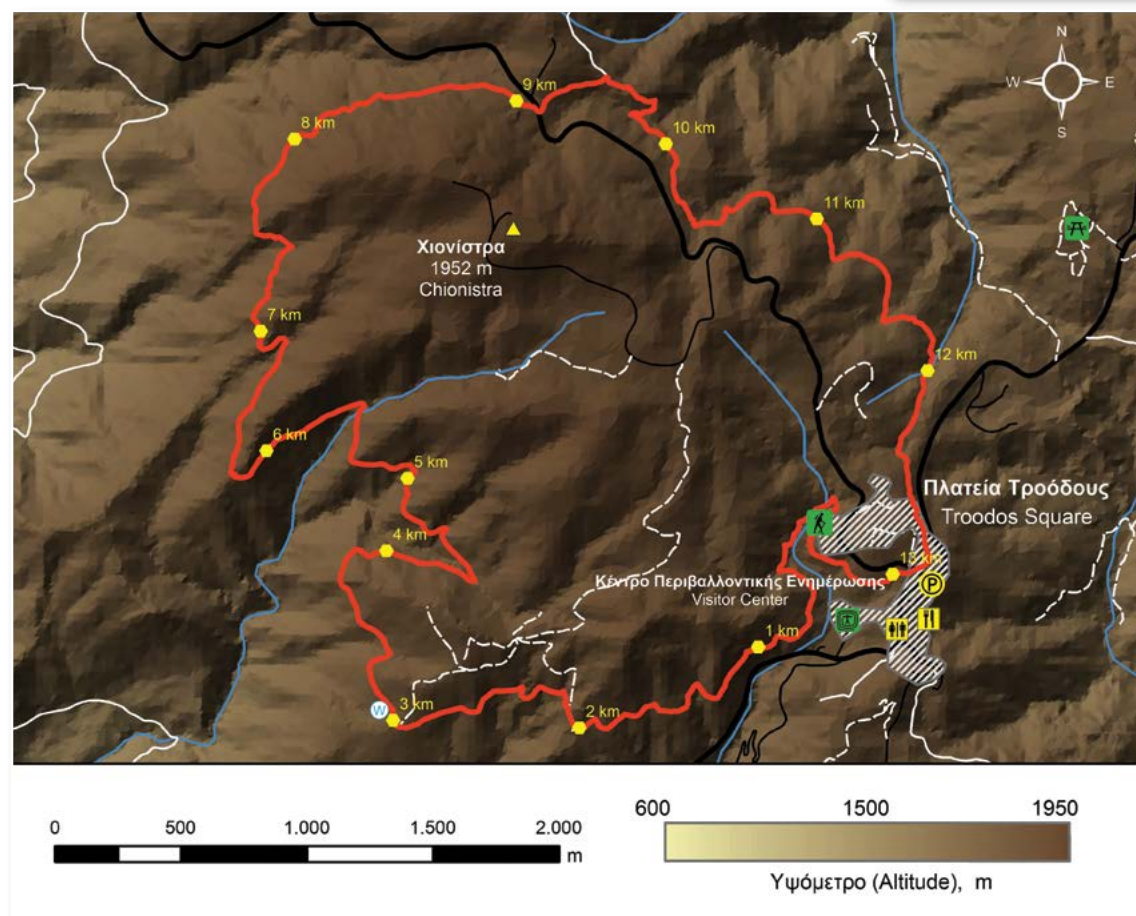 N
W
E
S
9 km
8 km
10 km
11 km
Χιονίστρα
1952 m
Chionistra
7 km
12 km
6 km
5 km
Πλατεία Τροόδους
Troodos Square
4 km
13 km
Κέντρο Περιβαλλοντικής Ενημέρωσης
P
Visitor Center
1 km
W
3 km
2 km
0
500
1.000
1.500
2.000
m
600
1500
1950
Υψόμετρο (Altitude), m